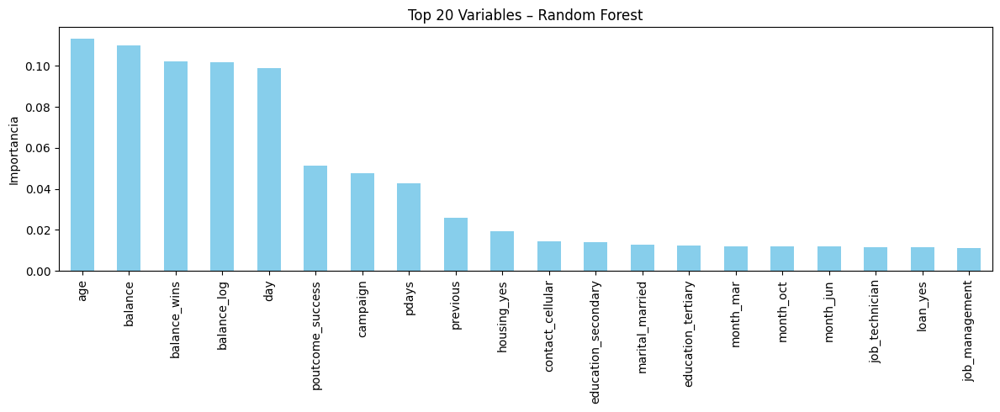 Top 20 Variables – Random Forest
Importancia
0.10
0.08
0.06
0.04
0.02
0.00
age
balance
balance_wins
balance_log
day
poutcome_success
campaign
pdays
previous
housing_yes
contact_cellular
education_secondary
marital_married
education_tertiary
month_mar
month_oct
month_jun
job_technician
loan_yes
job_management